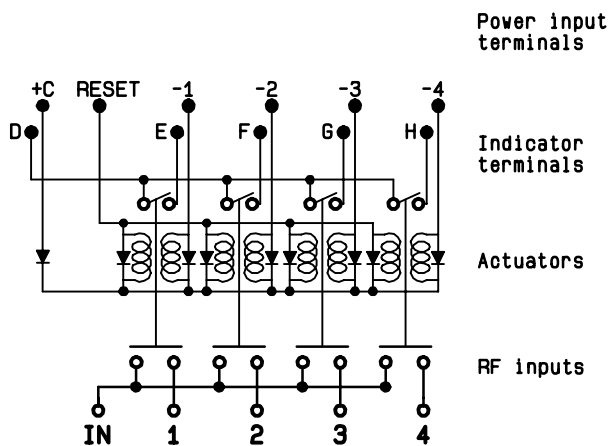 Power input
terminals
+C RESET -1 -2 -3 -4
D E F G H
Indicator
terminals
Actuators
RF inputs
IN 1 2 3 4